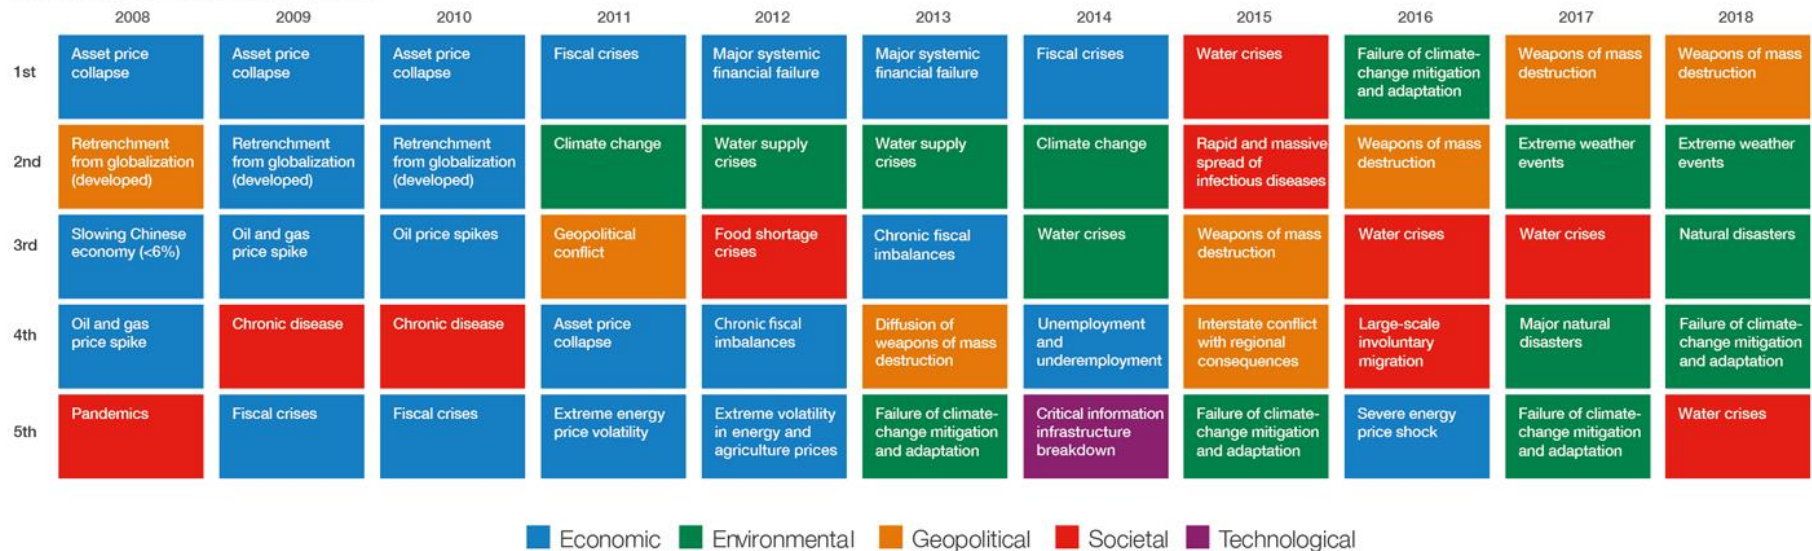 2008 2009 2010 2011 2012 2013 2014 2015 2016 2017 2018
1st
Asset price
collapse
Asset price
collapse
Asset price
collapse
Fiscal crises
Major systemic
financial failure
Major systemic
financial failure
Fiscal crises
Water crises
Failure of climate-
change mitigation
and adaptation
Weapons of mass
destruction
Weapons of mass
destruction
2nd
Retrenchment
from globalization
(developed)
Retrenchment
from globalization
(developed)
Retrenchment
from globalization
(developed)
Climate change
Water supply
crises
Water supply
crises
Climate change
Rapid and massive
spread of
infectious diseases
Weapons of mass
destruction
Extreme weather
events
Extreme weather
events
3rd
Slowing Chinese
economy (<6%)
Oil and gas
price spike
Oil price spikes
Geopolitical
conflict
Food shortage
crises
Chronic fiscal
imbalances
Water crises
Weapons of mass
destruction
Water crises
Water crises
Natural disasters
4th
Oil and gas
price spike
Chronic disease
Chronic disease
Asset price
collapse
Chronic fiscal
imbalances
Diffusion of
weapons of mass
destruction
Unemployment
and
underemployment
Interstate conflict
with regional
consequences
Large-scale
involuntary
migration
Major natural
disasters
Failure of climate-
change mitigation
and adaptation
5th
Pandemics
Fiscal crises
Fiscal crises
Extreme energy
price volatility
Extreme volatility
in energy and
agriculture prices
Failure of climate-
change mitigation
and adaptation
Critical information
infrastructure
breakdown
Failure of climate-
change mitigation
and adaptation
Severe energy
price shock
Failure of climate-
change mitigation
and adaptation
Water crises
Economic Environmental Geopolitical Societal Technological